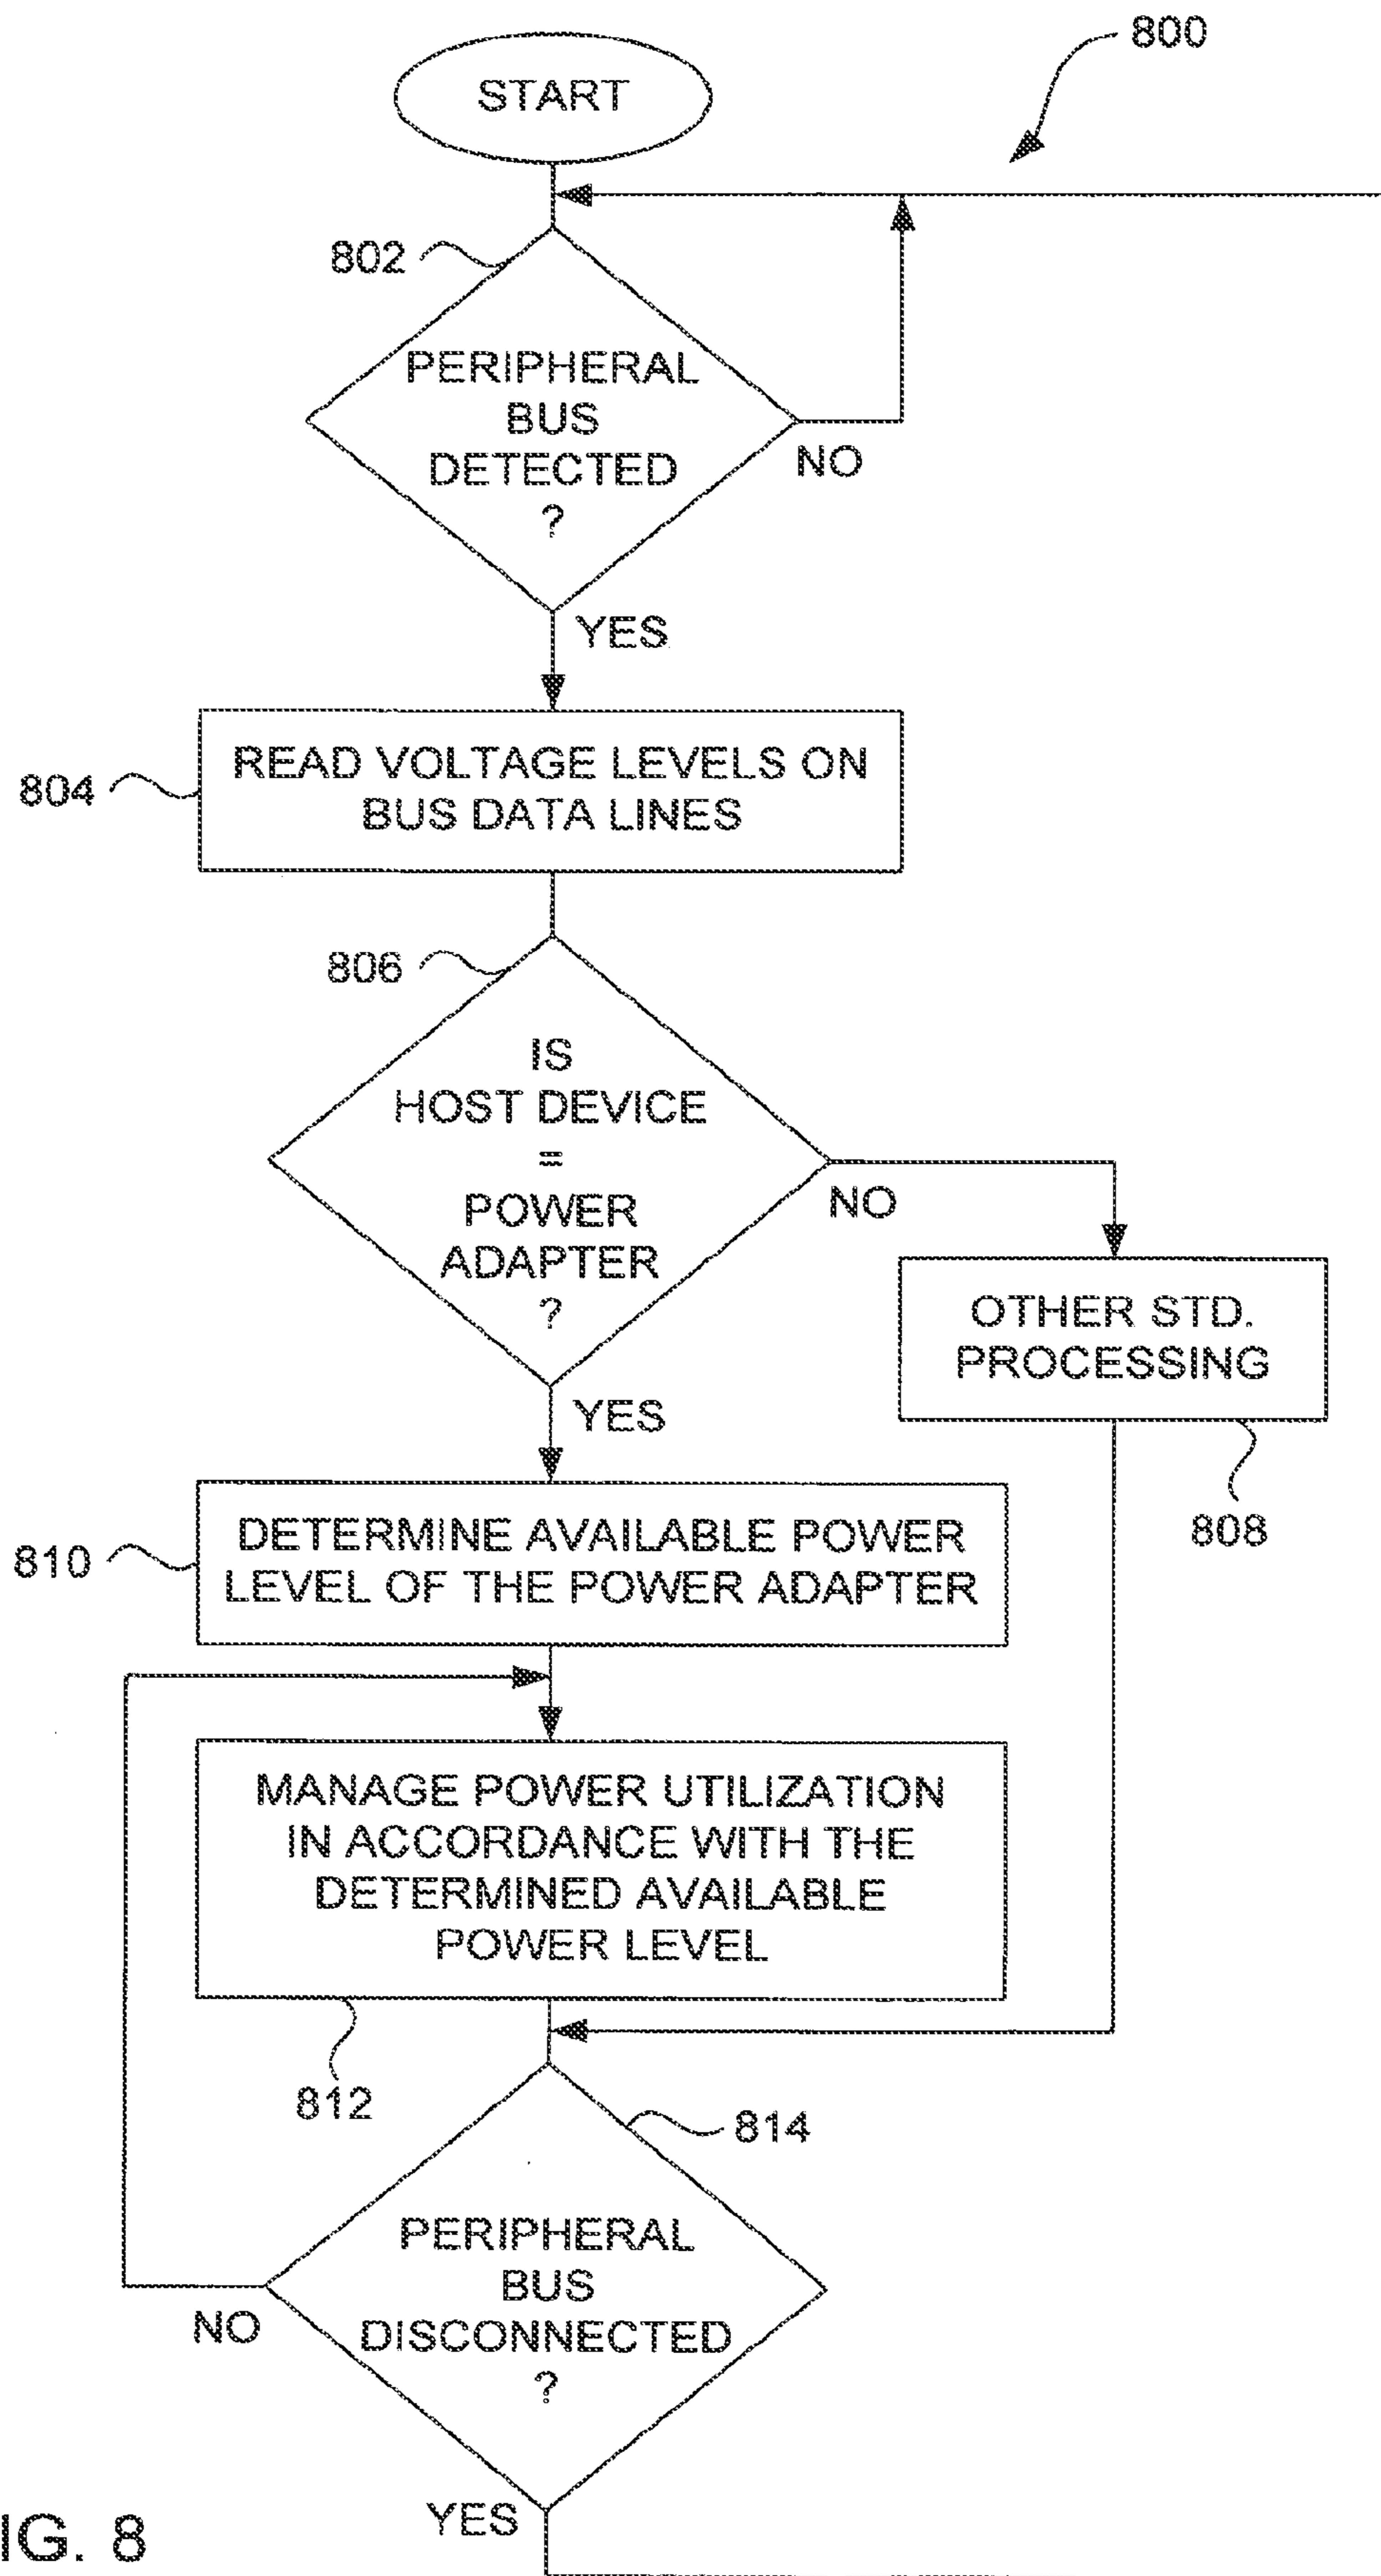 800
START
802
PERIPHERAL
BUS
DETECTED
?
NO
YES
804
READ VOLTAGE LEVELS ON
BUS DATA LINES
806
IS
HOST DEVICE
=
POWER
ADAPTER
?
NO
OTHER STD.
PROCESSING
808
YES
810
DETERMINE AVAILABLE POWER
LEVEL OF THE POWER ADAPTER
MANAGE POWER UTILIZATION
IN ACCORDANCE WITH THE
DETERMINED AVAILABLE
POWER LEVEL
812
814
PERIPHERAL
BUS
DISCONNECTED
?
NO
YES
IG. 8